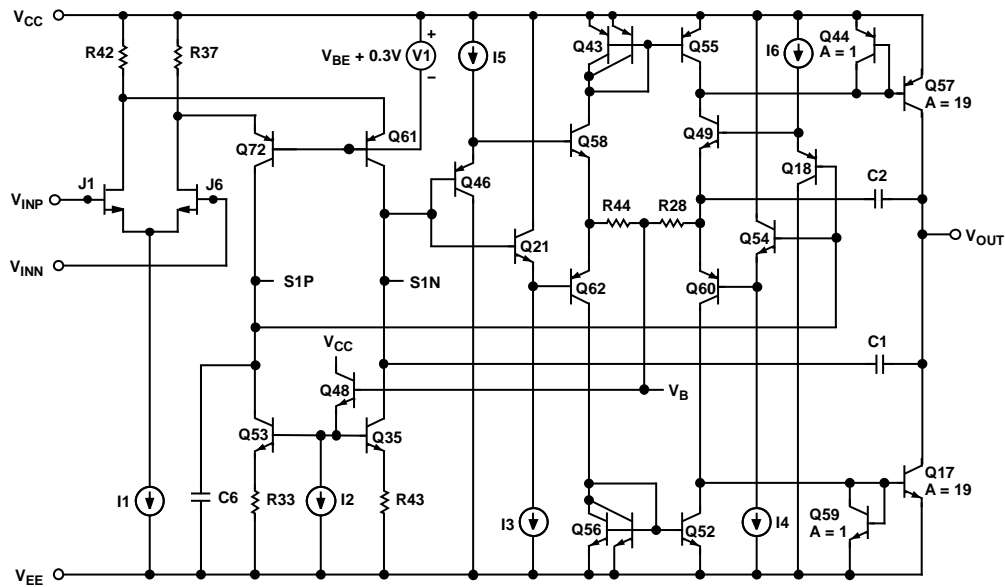 VCC
R42
R37
VBE + 0.3V
V1
+
–
I5
Q43
Q55
I6
Q44
A = 1
Q57
A = 19
Q72
Q61
Q58
Q49
Q18
Q46
VINP
J1
J6
C2
R44
R28
Q21
Q54
VOUT
VINN
S1P
S1N
Q62
Q60
C1
VCC
Q48
VB
Q53
Q35
I1
C6
R33
I2
R43
I3
Q56
Q52
I4
Q59
A = 1
Q17
A = 19
VEE